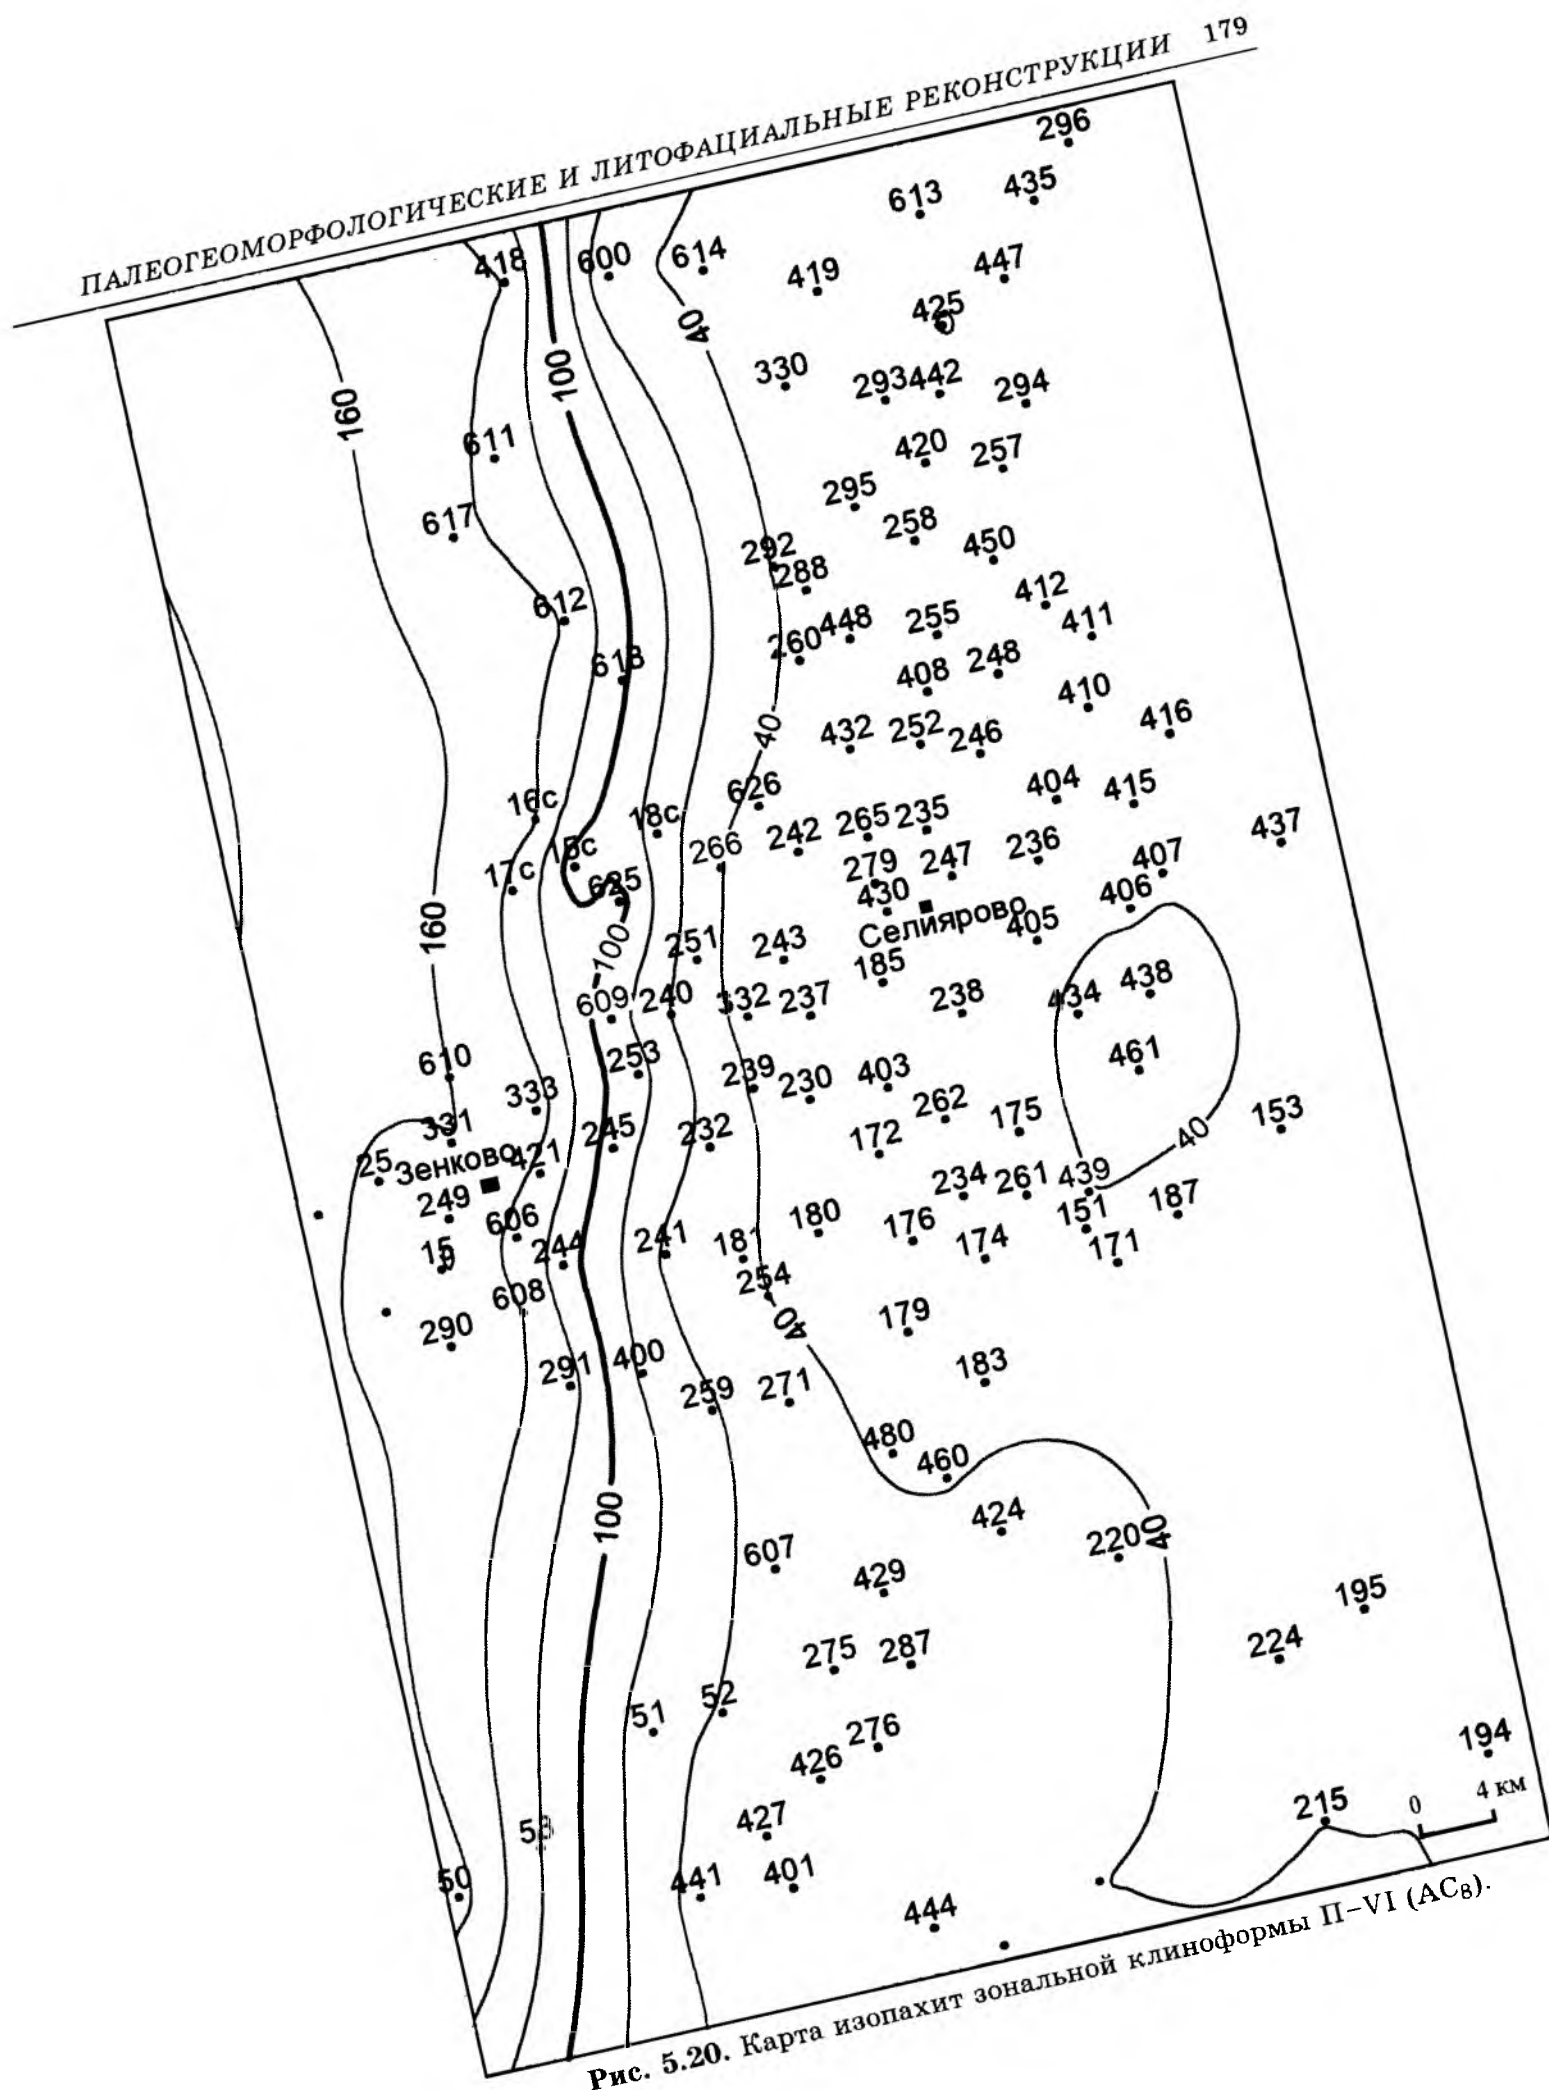 ПАЛЕОГЕОМОРФОЛОГИЧЕСКИЕ И ЛИТОФАЦИАЛЬНЫЕ РЕКОНСТРУКЦИИ 179
296
613 435
418 600 614 419 447
425
40
330 293 442 294
100
160
611 420 257
295
617 258
292 450
288
612 412
448 255 411
260
618 408 248
410
40 432 252 246 416
16с 626 404 415
18с 265 235 437
15с 266 242 236
17с 279 247 407
625 430 406
160
Селиярово
405
100 251 243 185
609 240 332 237 238 434 438
610 253 239 230 403 461
333 262 175 153
331 245 232 172 40
25 Зенково 421
249 234 261 439
606 180 176 151 187
15 244 241 181 174 171
608 254
290 40 179
291 400 183
259 271
480 460
100 424
220 40
607 429
195
275 287 224
51 52
276
426 194
427 215 0 4 км
53
50 441 401
444
Рис. 5.20. Карта изопахит зональной клиноформы П–VI (АС₈).